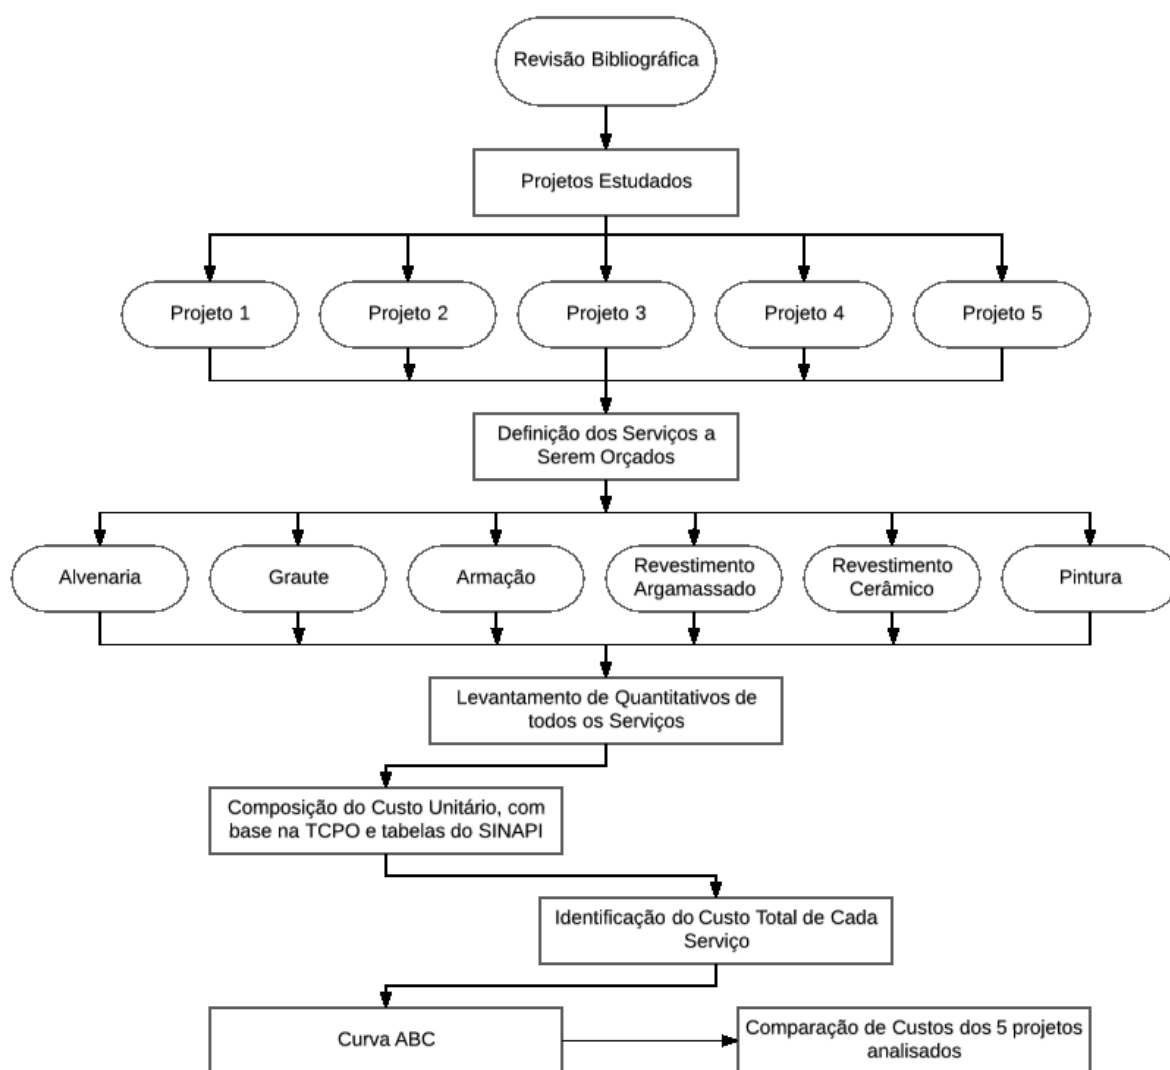 Revisão Bibliográfica
Projetos Estudados
Projeto 1
Projeto 2
Projeto 3
Projeto 4
Projeto 5
Definição dos Serviços a
Serem Orçados
Alvenaria
Graute
Armação
Revestimento
Argamassado
Revestimento
Cerâmico
Pintura
Levantamento de Quantitativos de
todos os Serviços
Composição do Custo Unitário, com
base na TCPO e tabelas do SINAPI
Identificação do Custo Total de Cada
Serviço
Curva ABC
Comparação de Custos dos 5 projetos
analisados